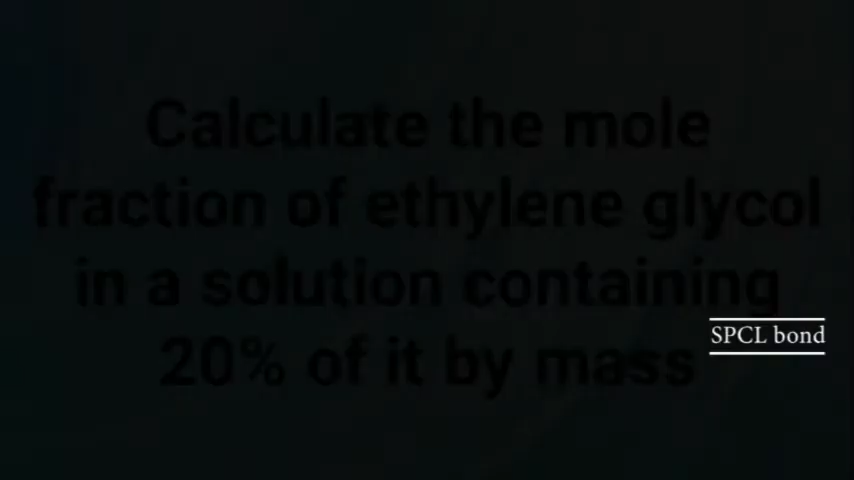 Calculate the mole
fraction of ethylene glycol
in a solution containing
20% of it by mass
SPCL bond